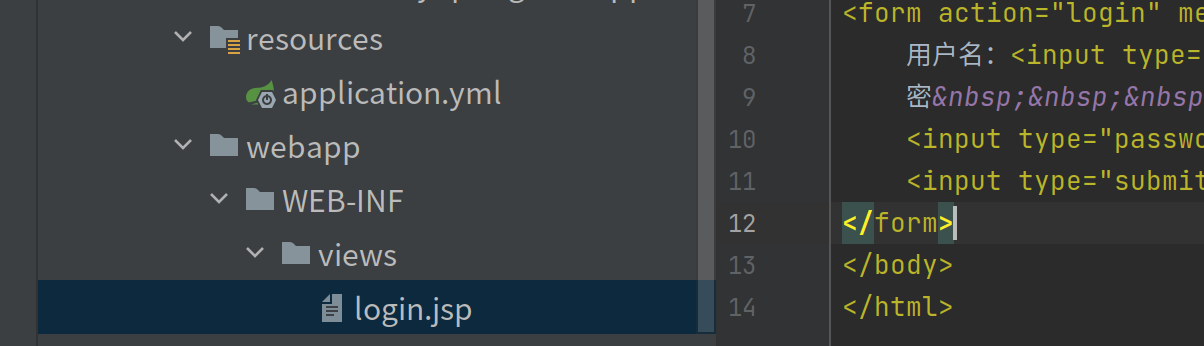 resources
application.yml
webapp
WEB-INF
views
login.jsp
7 <form action="login" me
8 用户名：<input type=
9 密&nbsp;&nbsp;&nbsp
10 <input type="passwo
11 <input type="submit
12 </form>
13 </body>
14 </html>